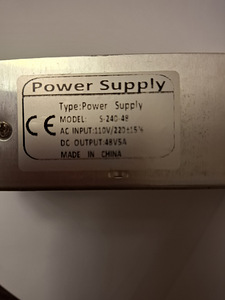 Power Supply
Type:Power Supply
CE
MODEL: S-240-48
AC INPUT:110V/220±15%
DC OUTPUT:48V5A
MADE IN CHINA